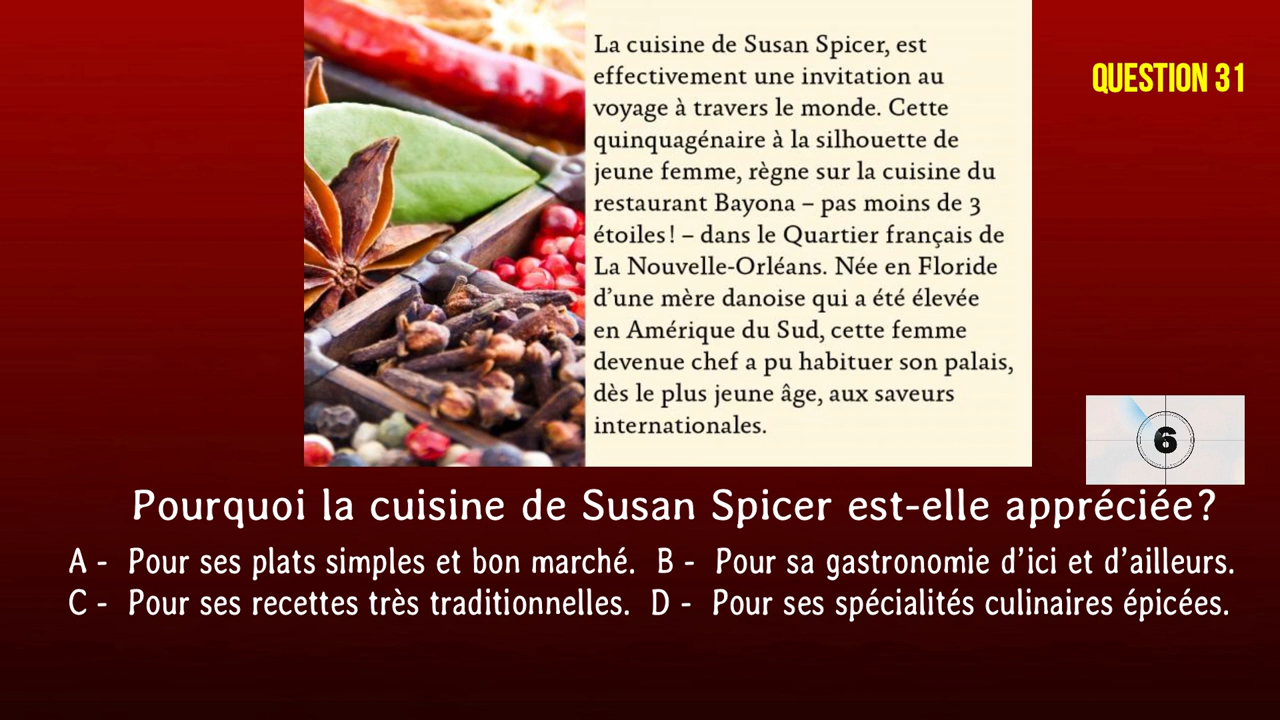 La cuisine de Susan Spicer, est
effectivement une invitation au
voyage à travers le monde. Cette
quinquagénaire à la silhouette de
jeune femme, règne sur la cuisine du
restaurant Bayona – pas moins de 3
étoiles! – dans le Quartier français de
La Nouvelle-Orléans. Née en Floride
d’une mère danoise qui a été élevée
en Amérique du Sud, cette femme
devenue chef a pu habituer son palais,
dès le plus jeune âge, aux saveurs
internationales.
QUESTION 31
6
Pourquoi la cuisine de Susan Spicer est-elle appréciée?
A - Pour ses plats simples et bon marché. B - Pour sa gastronomie d’ici et d’ailleurs.
C - Pour ses recettes très traditionnelles. D - Pour ses spécialités culinaires épicées.